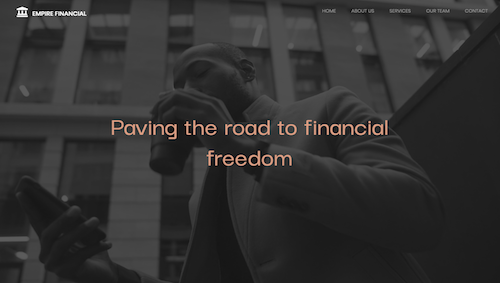 EMPIRE FINANCIAL
HOME ABOUT US SERVICES OUR TEAM CONTACT
Paving the road to financial
freedom